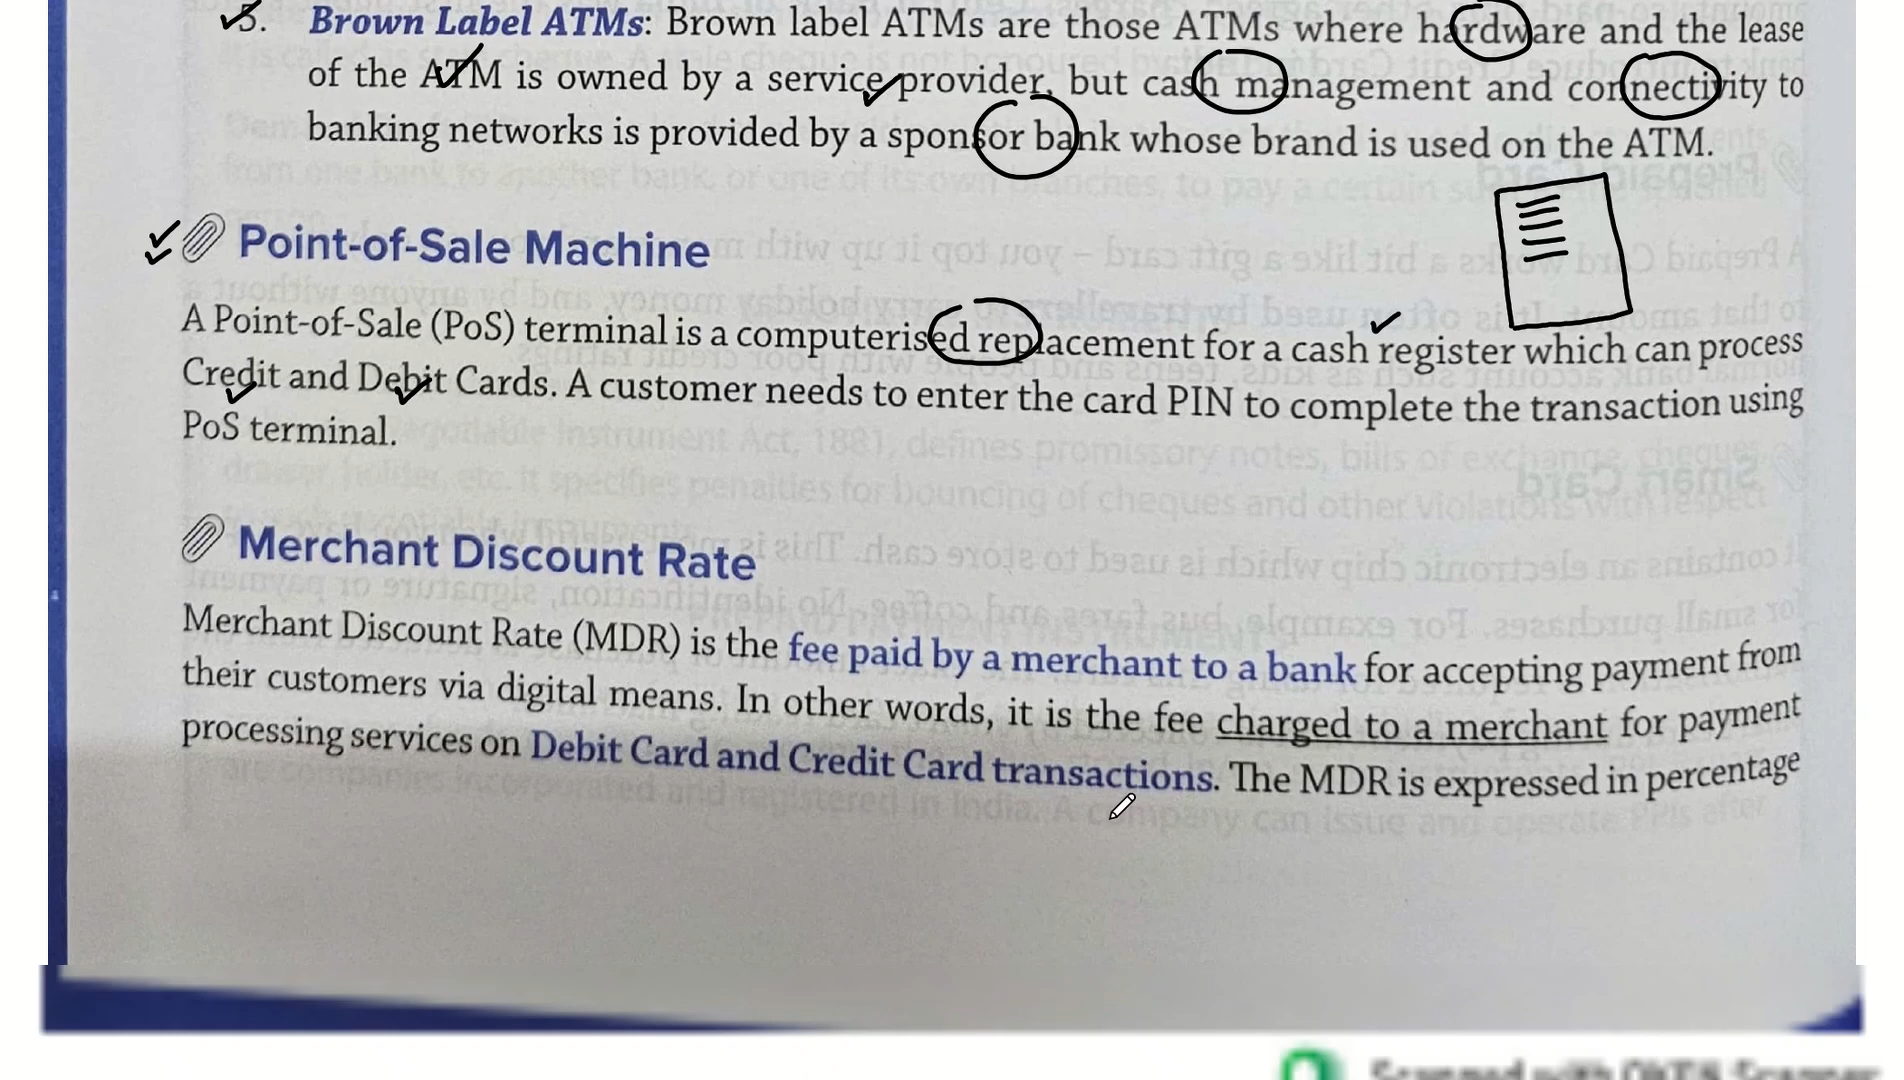 5. Brown Label ATMs: Brown label ATMs are those ATMs where hardware and the lease
of the ATM is owned by a service provider, but cash management and connectivity to
banking networks is provided by a sponsor bank whose brand is used on the ATM.
Point-of-Sale Machine
A Point-of-Sale (PoS) terminal is a computerised replacement for a cash register which can process
Credit and Debit Cards. A customer needs to enter the card PIN to complete the transaction using
PoS terminal.
Merchant Discount Rate
Merchant Discount Rate (MDR) is the fee paid by a merchant to a bank for accepting payment from
their customers via digital means. In other words, it is the fee charged to a merchant for payment
processing services on Debit Card and Credit Card transactions. The MDR is expressed in percentage